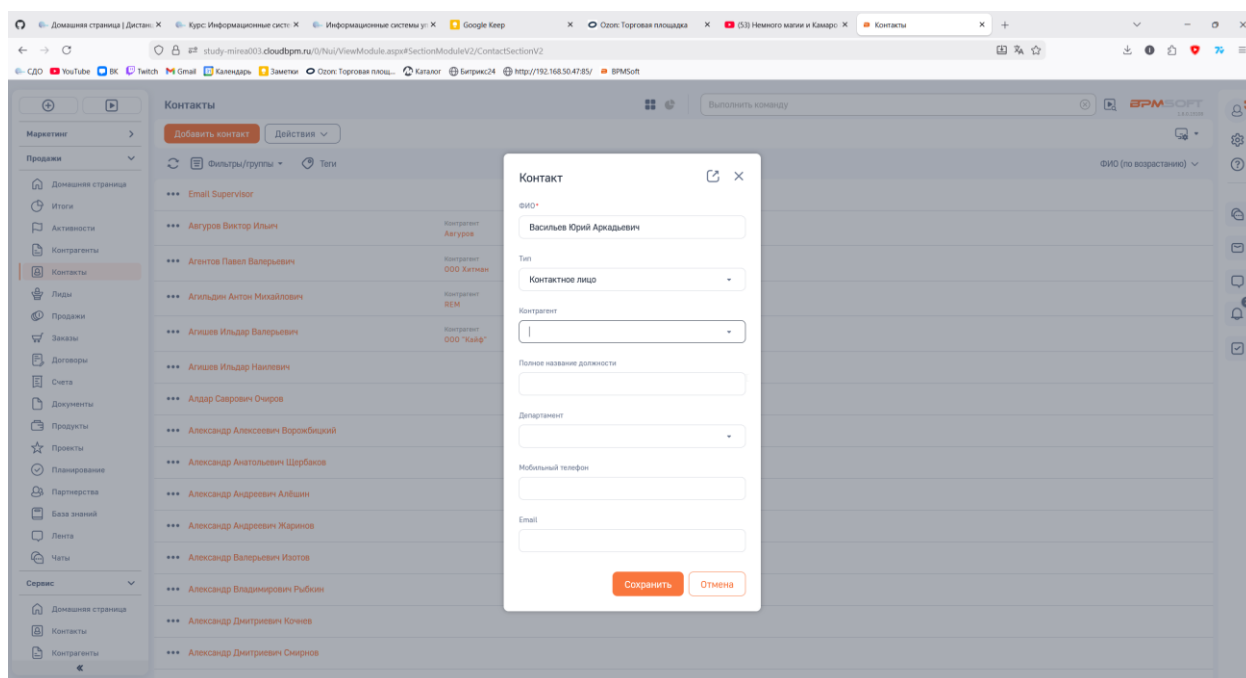 Домашняя страница | Дистан
Курс: Информационные систе
Информационные системы уп
Google Keep
Ozon: Торговая площадка
(53) Немного магии и Камаро
Контакты
study-mirea003.cloudbpm.ru/0/Nui/ViewModule.aspx#SectionModuleV2/ContactSectionV2
СДО YouTube ВК Twitch Gmail Календарь Заметки Ozon: Торговая площ... Каталог Битрикс24 http://192.168.50.47:85/ BPMSoft
Контакты
Выполнить команду
BPMSOFT
Маркетинг
Добавить контакт
Действия
Продажи
Фильтры/группы
Теги
ФИО (по возрастанию)
Домашняя страница
Итоги
Активности
Контрагенты
Контакты
Лиды
Продажи
Заказы
Договоры
Счета
Документы
Продукты
Проекты
Планирование
Партнерства
База знаний
Лента
Чаты
Сервис
Домашняя страница
Контакты
Контрагенты
Email Supervisor
Авгуров Виктор Ильич
Контрагент
Авгуров
Агентов Павел Валерьевич
Контрагент
ООО Хитман
Агильдин Антон Михайлович
Контрагент
REM
Агишев Ильдар Валерьевич
Контрагент
ООО "Кайф"
Агишев Ильдар Наилевич
Алдар Саврович Очиров
Александр Алексеевич Ворожбицкий
Александр Анатольевич Щербаков
Александр Андреевич Алёшин
Александр Андреевич Жаринов
Александр Валерьевич Изотов
Александр Владимирович Рыбкин
Александр Дмитриевич Кочнев
Александр Дмитриевич Смирнов
Контакт
ФИО*
Васильев Юрий Аркадьевич
Тип
Контактное лицо
Контрагент
Полное название должности
Департамент
Мобильный телефон
Email
Сохранить
Отмена